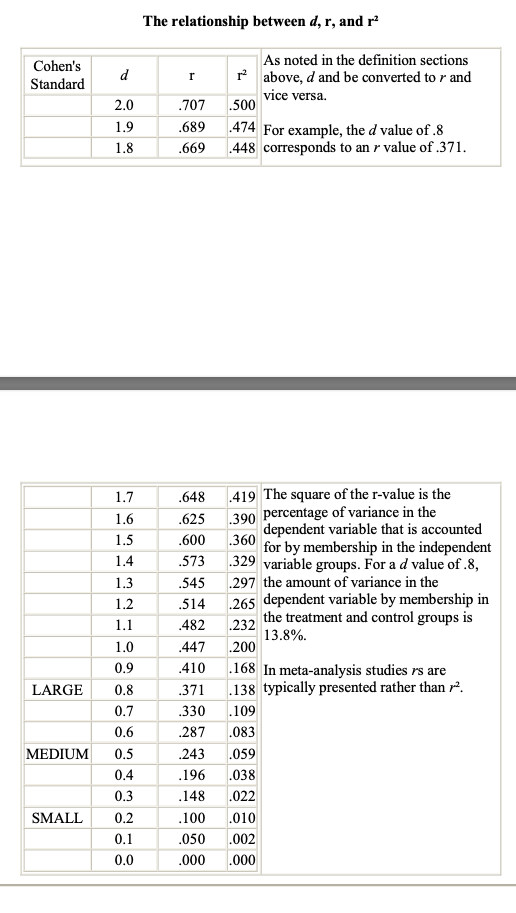 The relationship between d, r, and r²
Cohen's Standard d r r²
2.0 .707 .500
1.9 .689 .474
1.8 .669 .448
As noted in the definition sections
above, d and be converted to r and
vice versa.
For example, the d value of .8
corresponds to an r value of .371.
1.7 .648 .419
1.6 .625 .390
1.5 .600 .360
1.4 .573 .329
1.3 .545 .297
1.2 .514 .265
1.1 .482 .232
1.0 .447 .200
0.9 .410 .168
LARGE 0.8 .371 .138
0.7 .330 .109
0.6 .287 .083
MEDIUM 0.5 .243 .059
0.4 .196 .038
0.3 .148 .022
SMALL 0.2 .100 .010
0.1 .050 .002
0.0 .000 .000
The square of the r-value is the
percentage of variance in the
dependent variable that is accounted
for by membership in the independent
variable groups. For a d value of .8,
the amount of variance in the
dependent variable by membership in
the treatment and control groups is
13.8%.
In meta-analysis studies rs are
typically presented rather than r².